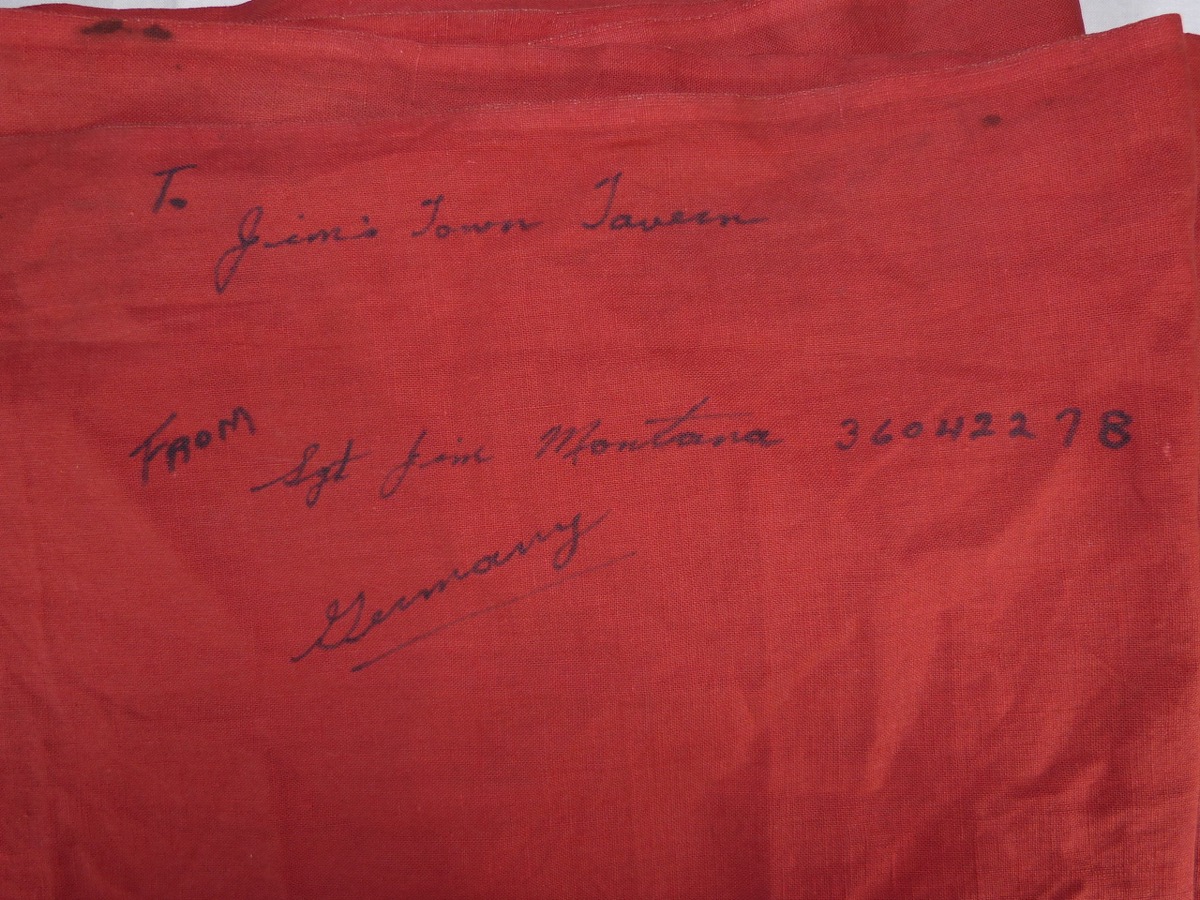 To
Jim's Town Tavern
FROM
Sgt Jim Montana 36042278
Germany